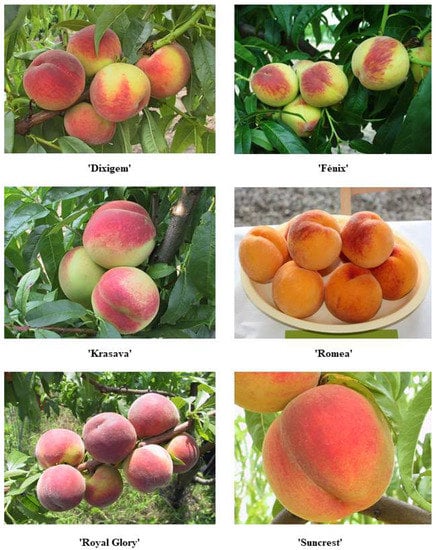 'Dixigem'
'Fénix'
'Krasava'
'Romea'
'Royal Glory'
'Suncrest'